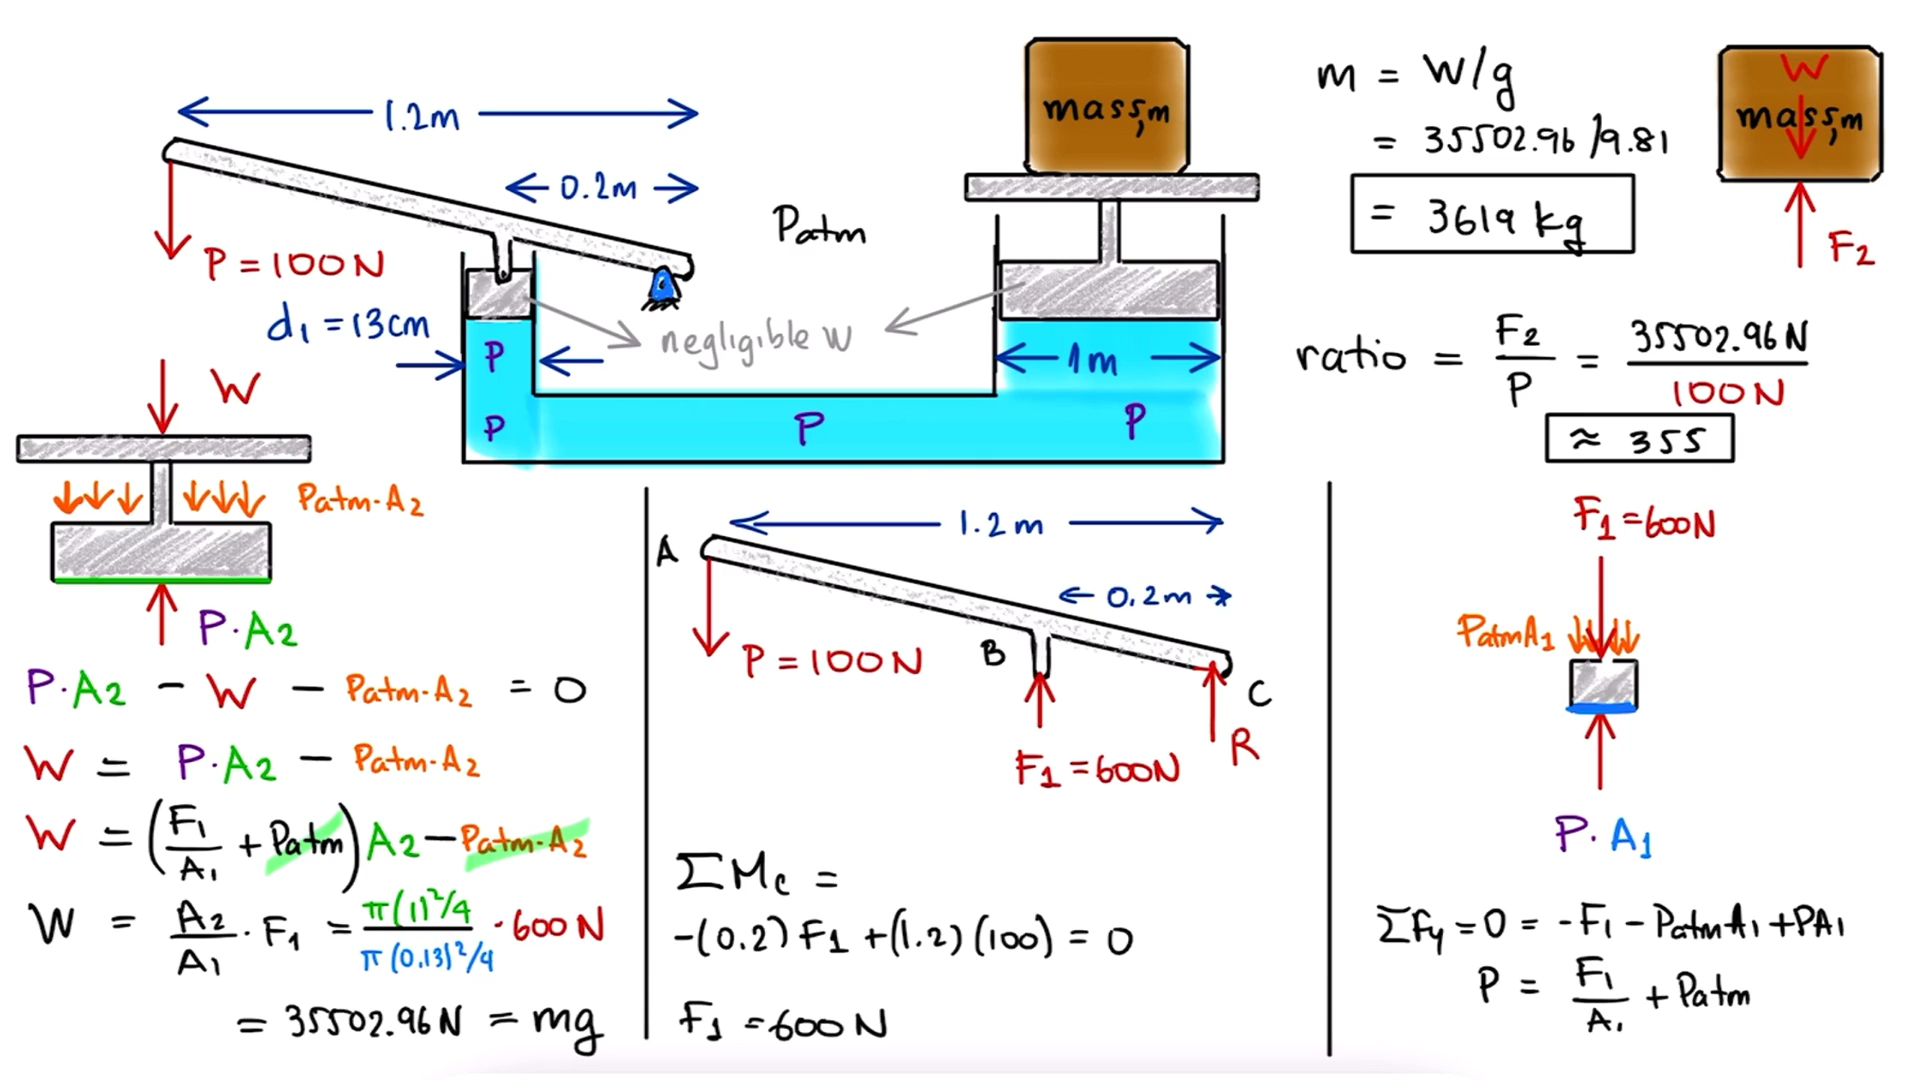 1.2m
0.2m
P = 100N
d₁ = 13cm
Patm
mass,m
negligible W
P
1m
P
P
P
m = W/g
= 35502.96/9.81
= 3619 kg
W
mass,m
F₂
ratio = F₂/P = 35502.96N/100N
≈ 355
W
Patm·A₂
P·A₂
P·A₂ - W - Patm·A₂ = 0
W = P·A₂ - Patm·A₂
W = (F₁/A₁ + Patm)A₂ - Patm·A₂
W = A₂/A₁ · F₁ = π(1)²/4 / π(0.13)²/4 · 600N
= 35502.96N = mg
1.2m
A
0.2m
P = 100N
B
C
F₁ = 600N
R
ΣMc =
-(0.2)F₁ + (1.2)(100) = 0
F₁ = 600N
F₁ = 600N
PatmA₁
P·A₁
ΣFy = 0 = -F₁ - PatmA₁ + PA₁
P = F₁/A₁ + Patm